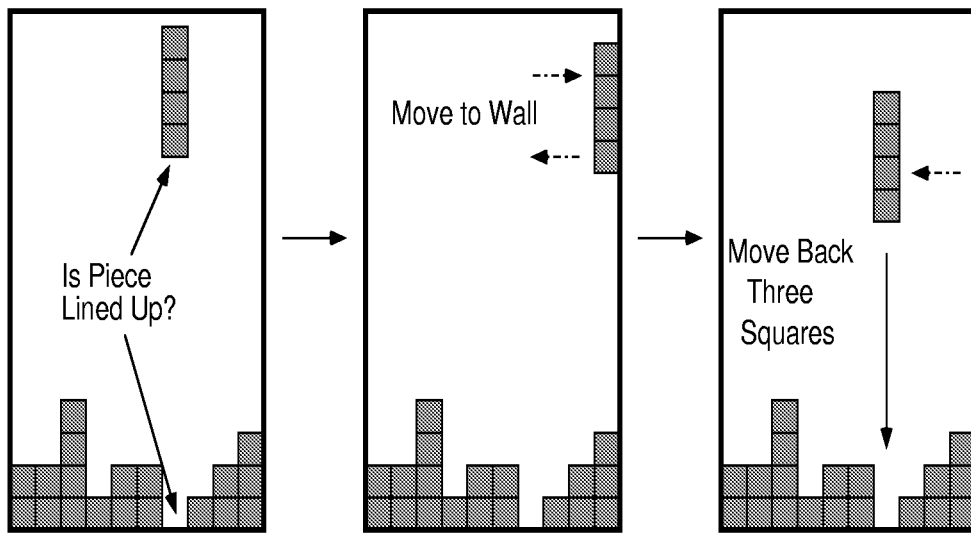 Is Piece
Lined Up?
Move to Wall
Move Back
Three
Squares